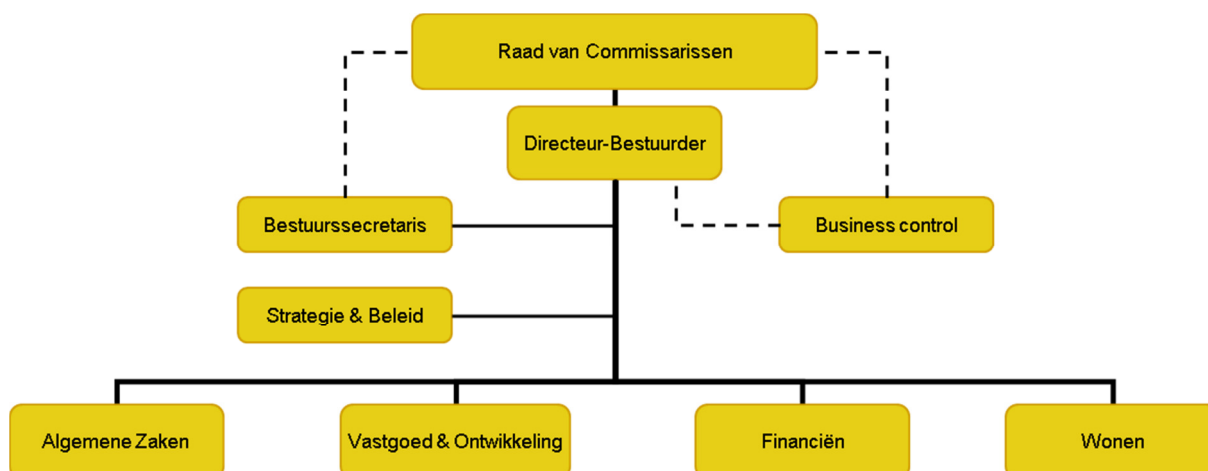 Raad van Commissarissen
Directeur-Bestuurder
Bestuurssecretaris
Business control
Strategie & Beleid
Algemene Zaken
Vastgoed & Ontwikkeling
Financiën
Wonen